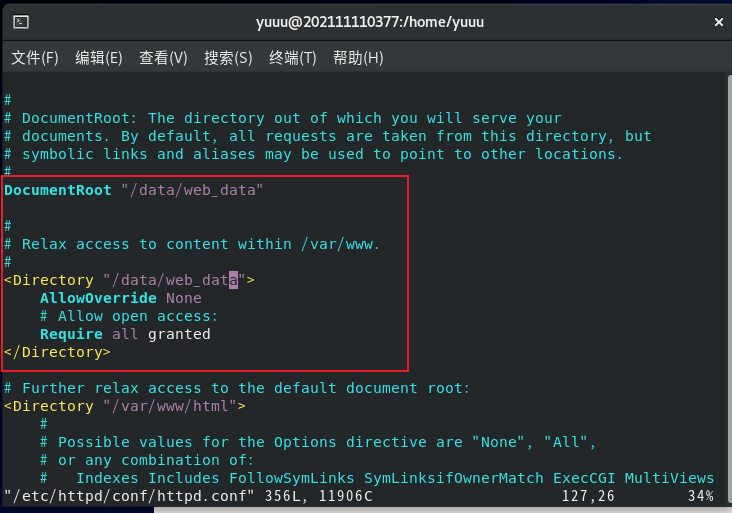 yuuu@202111110377:/home/yuuu
文件(F) 编辑(E) 查看(V) 搜索(S) 终端(T) 帮助(H)
#
# DocumentRoot: The directory out of which you will serve your
# documents. By default, all requests are taken from this directory, but
# symbolic links and aliases may be used to point to other locations.
#
DocumentRoot "/data/web_data"
#
# Relax access to content within /var/www.
#
<Directory "/data/web_data">
    AllowOverride None
    # Allow open access:
    Require all granted
</Directory>
# Further relax access to the default document root:
<Directory "/var/www/html">
    #
    # Possible values for the Options directive are "None", "All",
    # or any combination of:
    #   Indexes Includes FollowSymLinks SymLinksifOwnerMatch ExecCGI MultiViews
"/etc/httpd/conf/httpd.conf" 356L, 11906C 127,26 34%